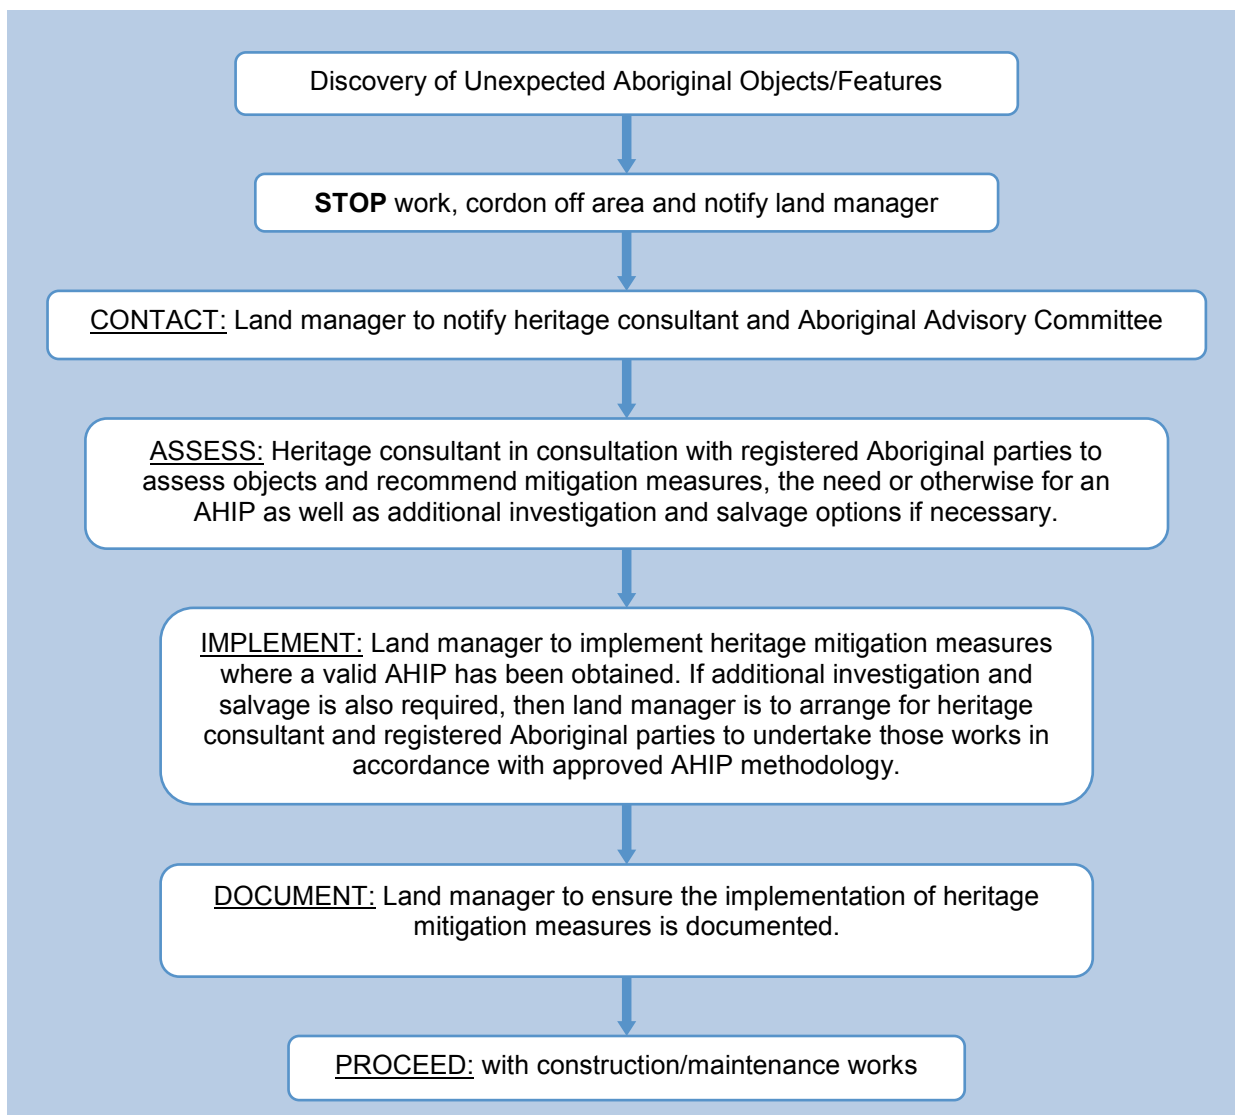 Discovery of Unexpected Aboriginal Objects/Features
STOP work, cordon off area and notify land manager
CONTACT: Land manager to notify heritage consultant and Aboriginal Advisory Committee
ASSESS: Heritage consultant in consultation with registered Aboriginal parties to
assess objects and recommend mitigation measures, the need or otherwise for an
AHIP as well as additional investigation and salvage options if necessary.
IMPLEMENT: Land manager to implement heritage mitigation measures
where a valid AHIP has been obtained. If additional investigation and
salvage is also required, then land manager is to arrange for heritage
consultant and registered Aboriginal parties to undertake those works in
accordance with approved AHIP methodology.
DOCUMENT: Land manager to ensure the implementation of heritage
mitigation measures is documented.
PROCEED: with construction/maintenance works